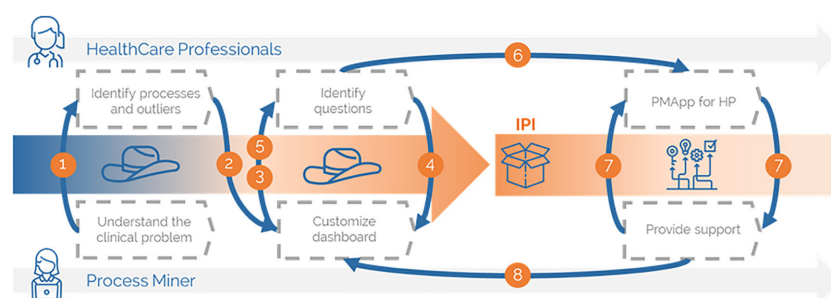 HealthCare Professionals
6
Identify processes
and outliers
Identify
questions
PMApp for HP
IPI
5
1
2
3
4
7
7
Understand the
clinical problem
Customize
dashboard
Provide support
8
Process Miner